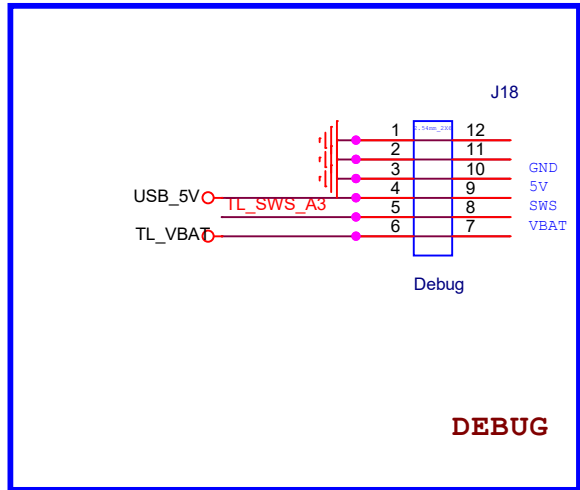 J18
1 12
2 11
3 10 GND
USB_5V 4 9 5V
TL_SWS_A3 5 8 SWS
TL_VBAT 6 7 VBAT
Debug
DEBUG